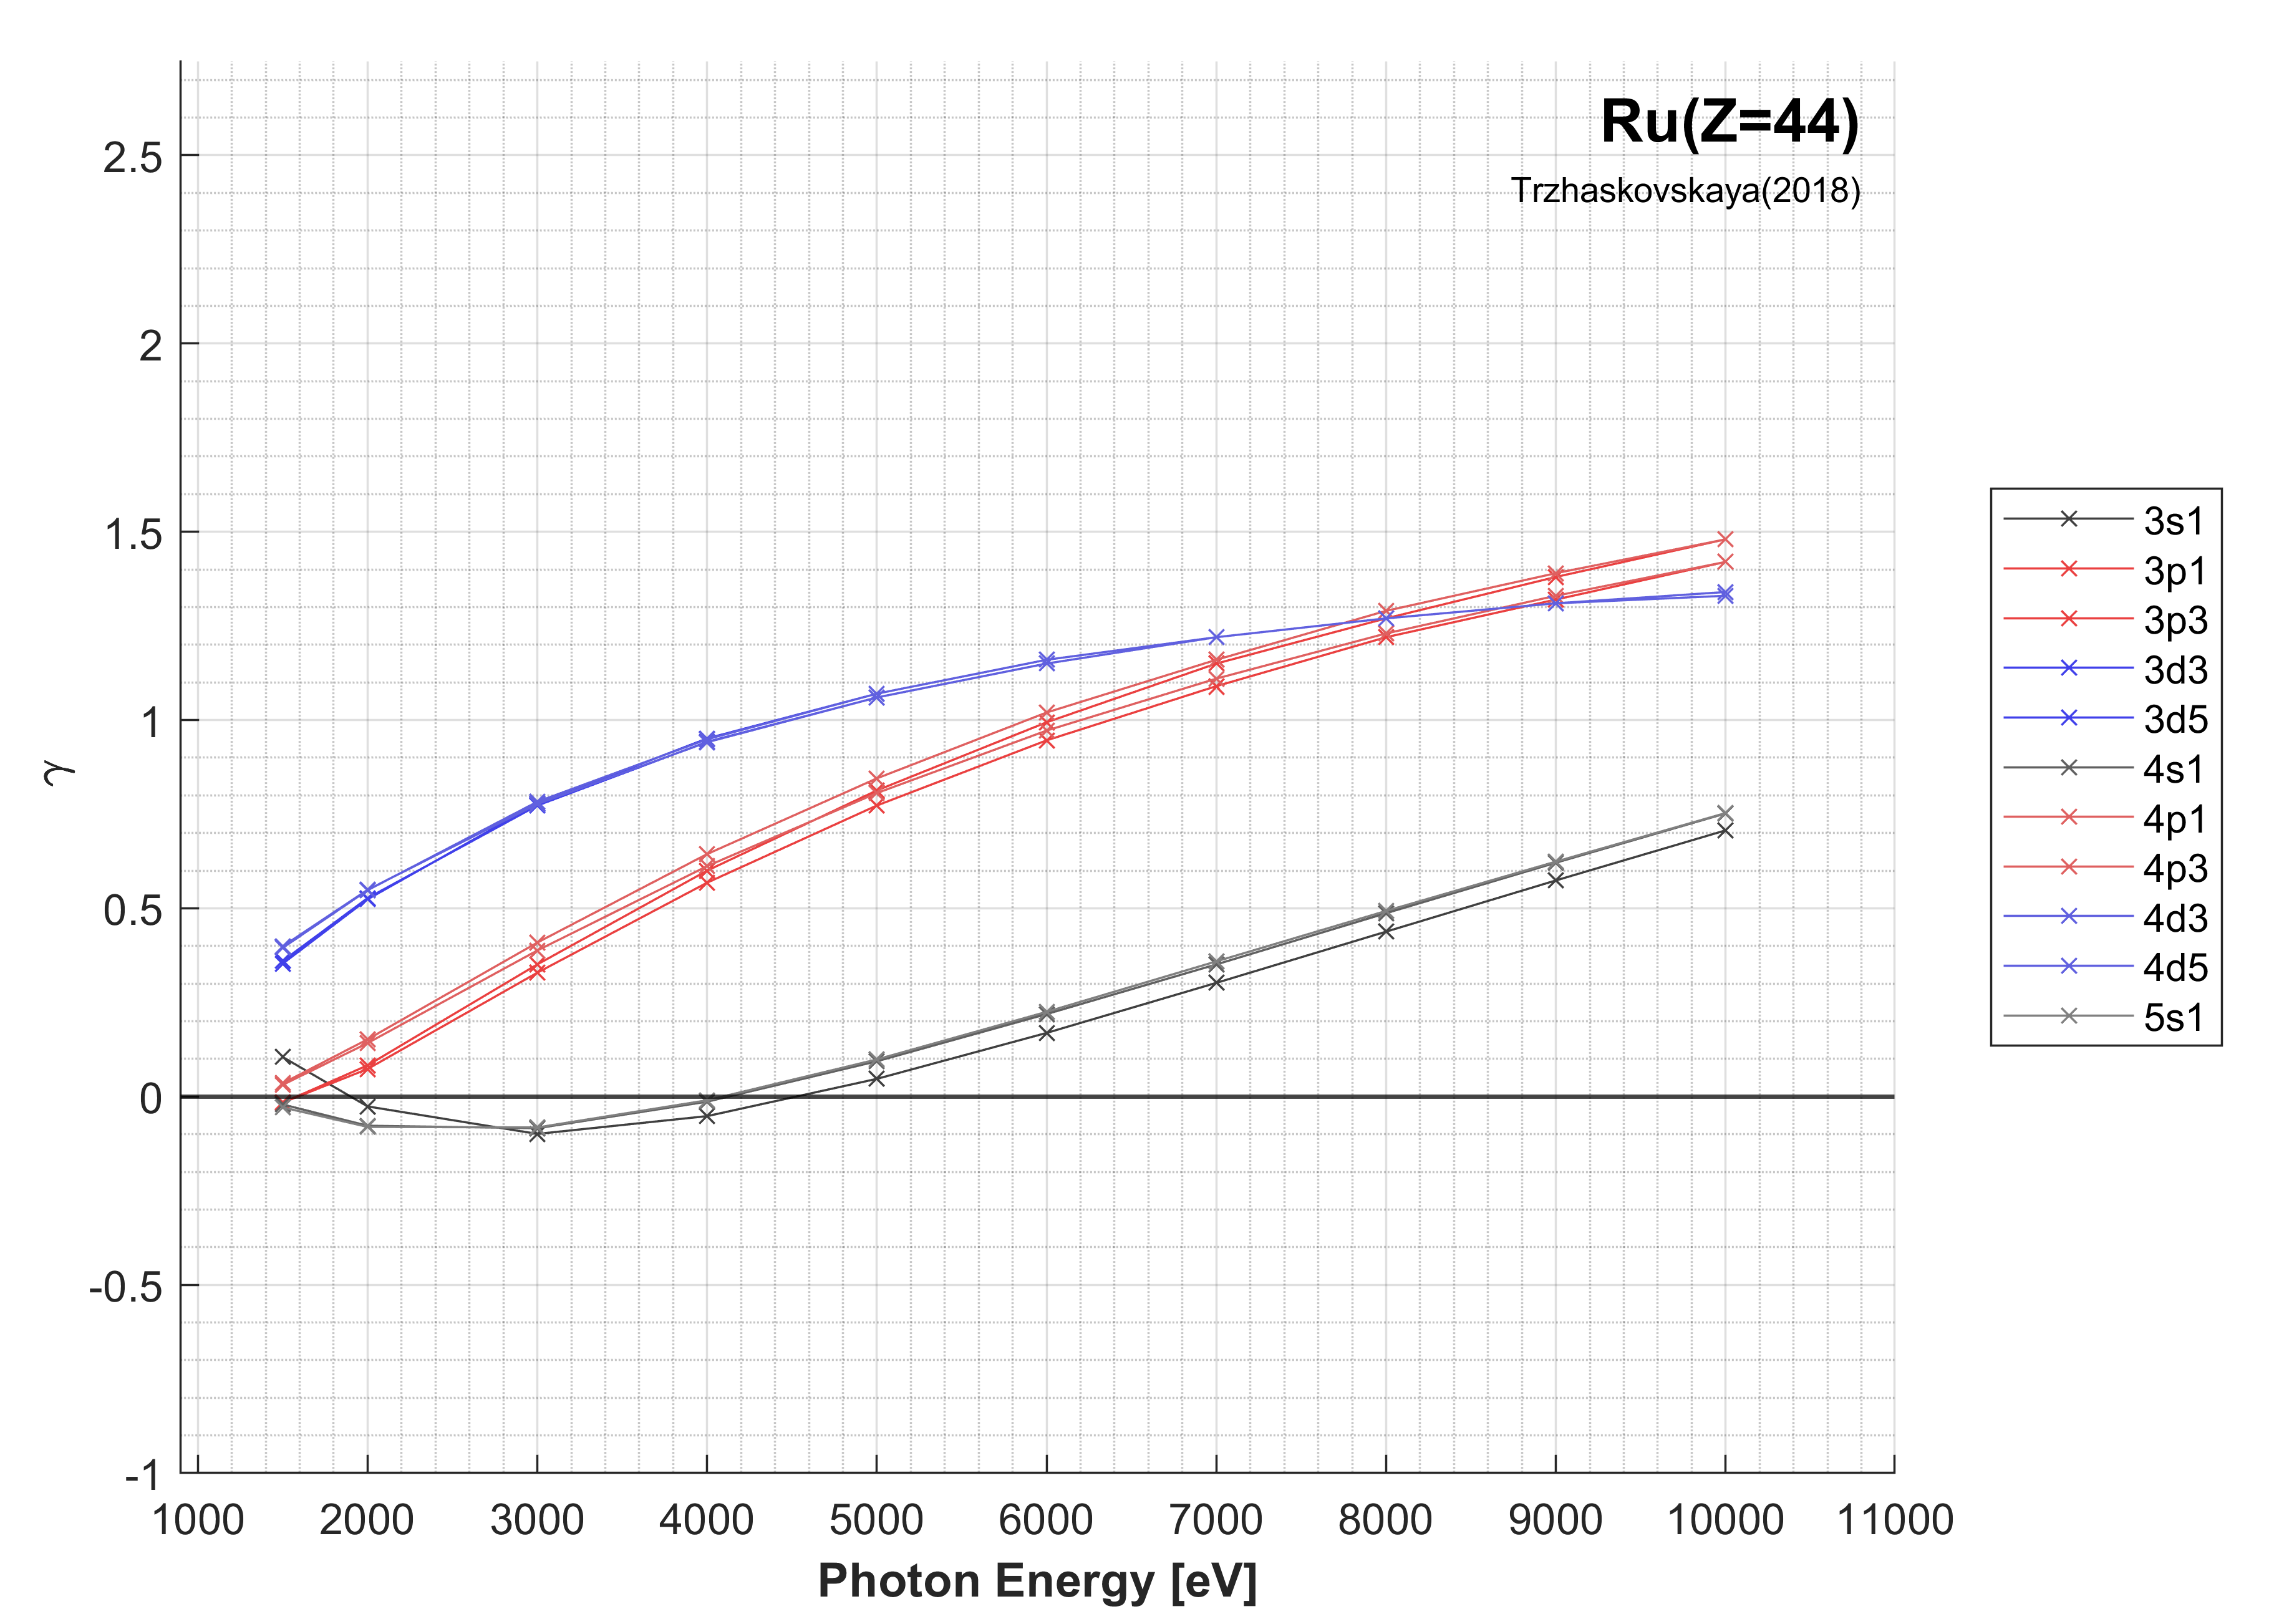 Ru(Z=44)
Trzhaskovskaya(2018)
2.5
2
1.5
1
0.5
0
-0.5
-1
γ
1000 2000 3000 4000 5000 6000 7000 8000 9000 10000 11000
Photon Energy [eV]
3s1
3p1
3p3
3d3
3d5
4s1
4p1
4p3
4d3
4d5
5s1